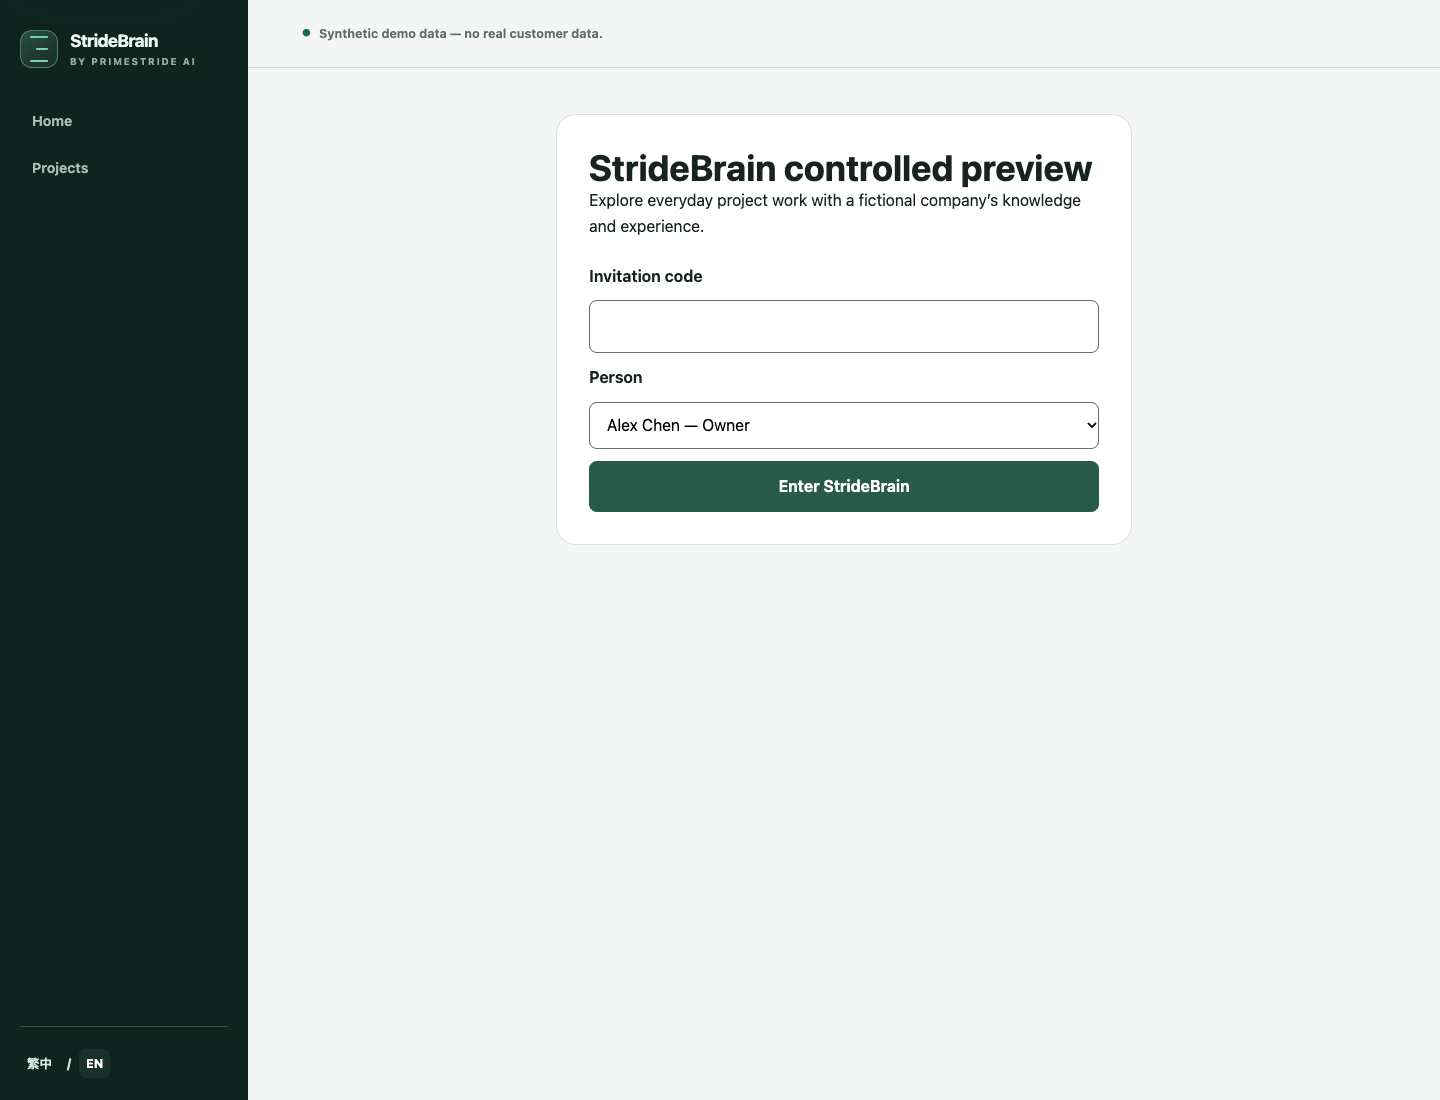 StrideBrain
BY PRIMESTRIDE AI
Home
Projects
繁中 / EN
Synthetic demo data — no real customer data.
StrideBrain controlled preview
Explore everyday project work with a fictional company’s knowledge
and experience.
Invitation code
Person
Alex Chen — Owner
Enter StrideBrain